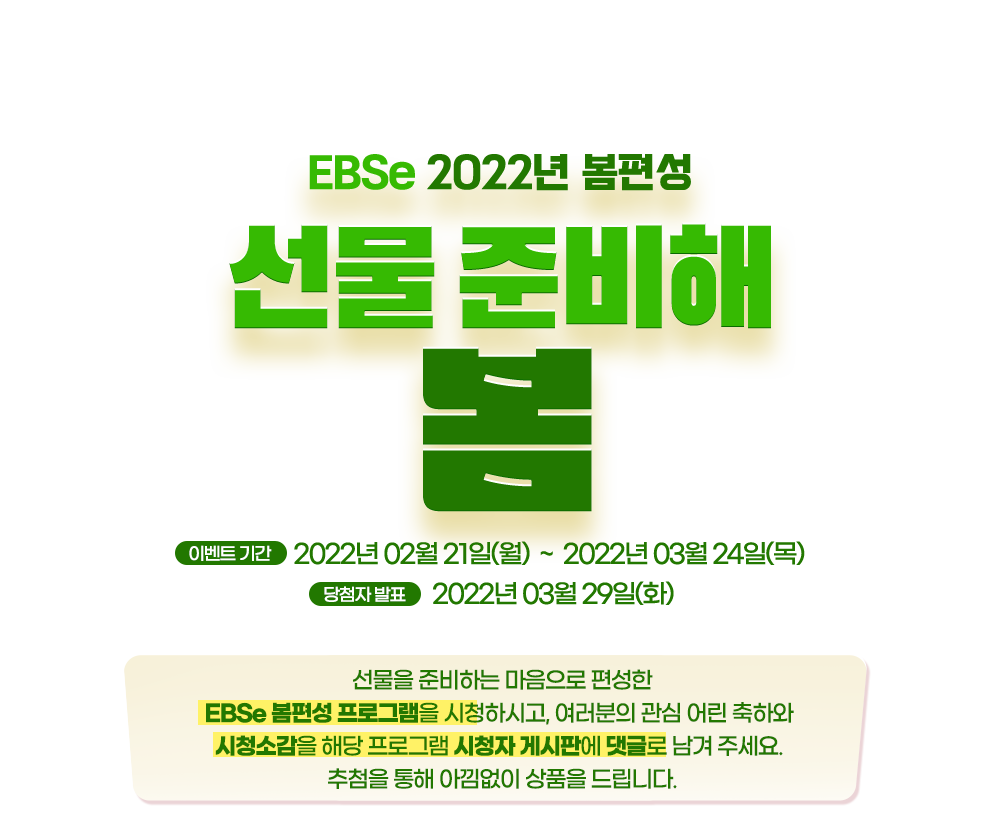 EBSe 2022년 봄편성
선물 준비해
봄
이벤트 기간 2022년 02월 21일(월) ~ 2022년 03월 24일(목)
당첨자 발표 2022년 03월 29일(화)
선물을 준비하는 마음으로 편성한
EBSe 봄편성 프로그램을 시청하시고, 여러분의 관심 어린 축하와
시청소감을 해당 프로그램 시청자 게시판에 댓글로 남겨 주세요.
추첨을 통해 아낌없이 상품을 드립니다.